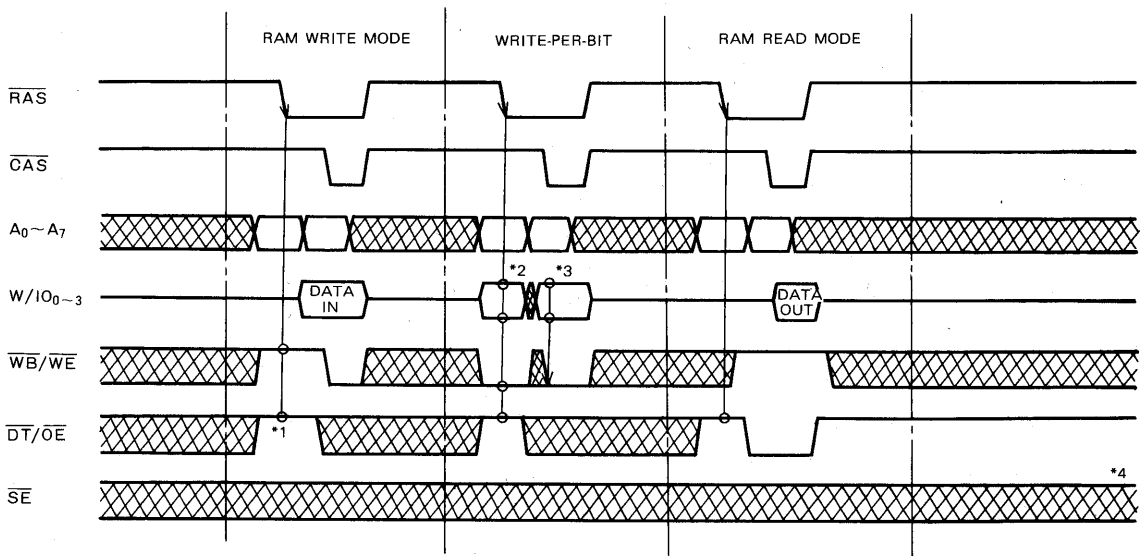 RAM WRITE MODE WRITE-PER-BIT RAM READ MODE
RAS
CAS
A0~A7
*2 *3
W/IO0~3 DATA IN DATA OUT
WB/WE
*1
DT/OE
*4
SE